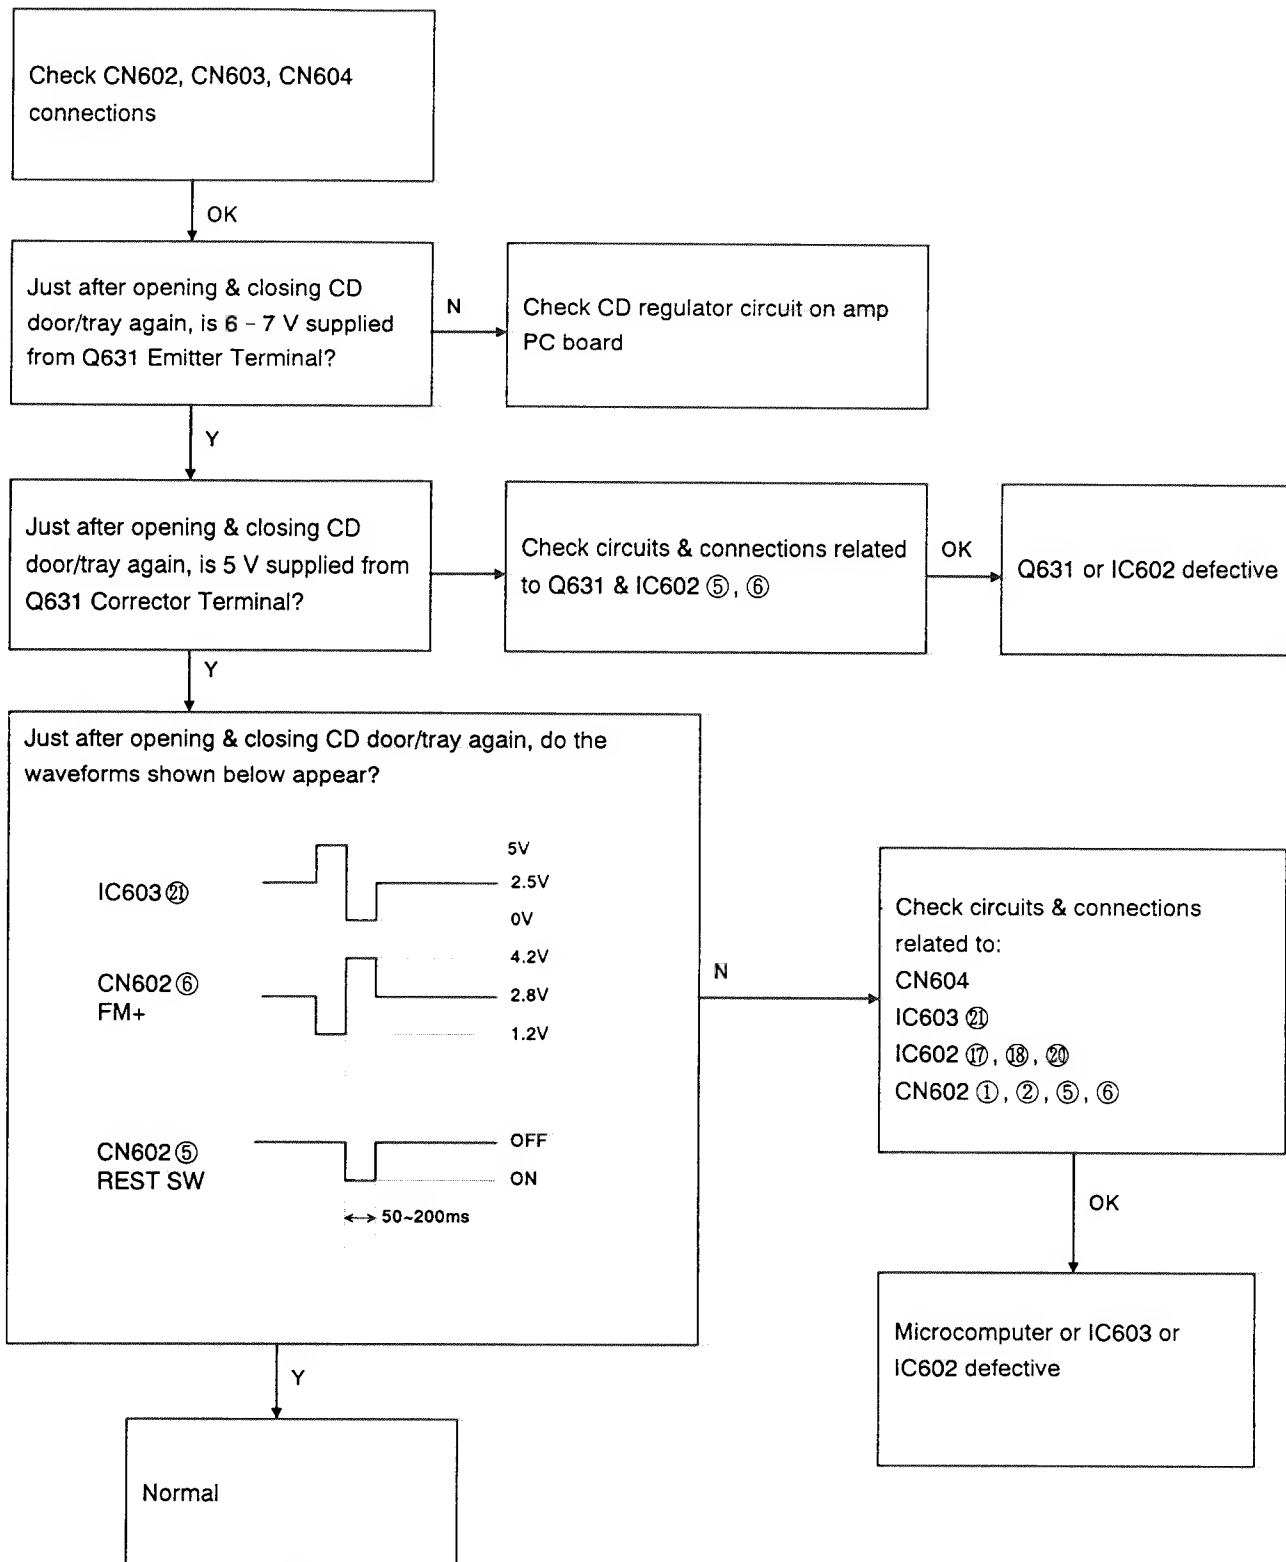 Check CN602, CN603, CN604
connections
OK
Just after opening & closing CD
door/tray again, is 6 – 7 V supplied
from Q631 Emitter Terminal?
N
Check CD regulator circuit on amp
PC board
Y
Just after opening & closing CD
door/tray again, is 5 V supplied from
Q631 Corrector Terminal?
Check circuits & connections related
to Q631 & IC602 ⑤, ⑥
OK
Q631 or IC602 defective
Y
Just after opening & closing CD door/tray again, do the
waveforms shown below appear?
IC603 ㉑
5V
2.5V
0V
CN602 ⑥
FM+
4.2V
2.8V
1.2V
CN602 ⑤
REST SW
OFF
ON
50~200ms
N
Check circuits & connections
related to:
CN604
IC603 ㉑
IC602 ⑰, ⑱, ⑳
CN602 ①, ②, ⑤, ⑥
OK
Microcomputer or IC603 or
IC602 defective
Y
Normal